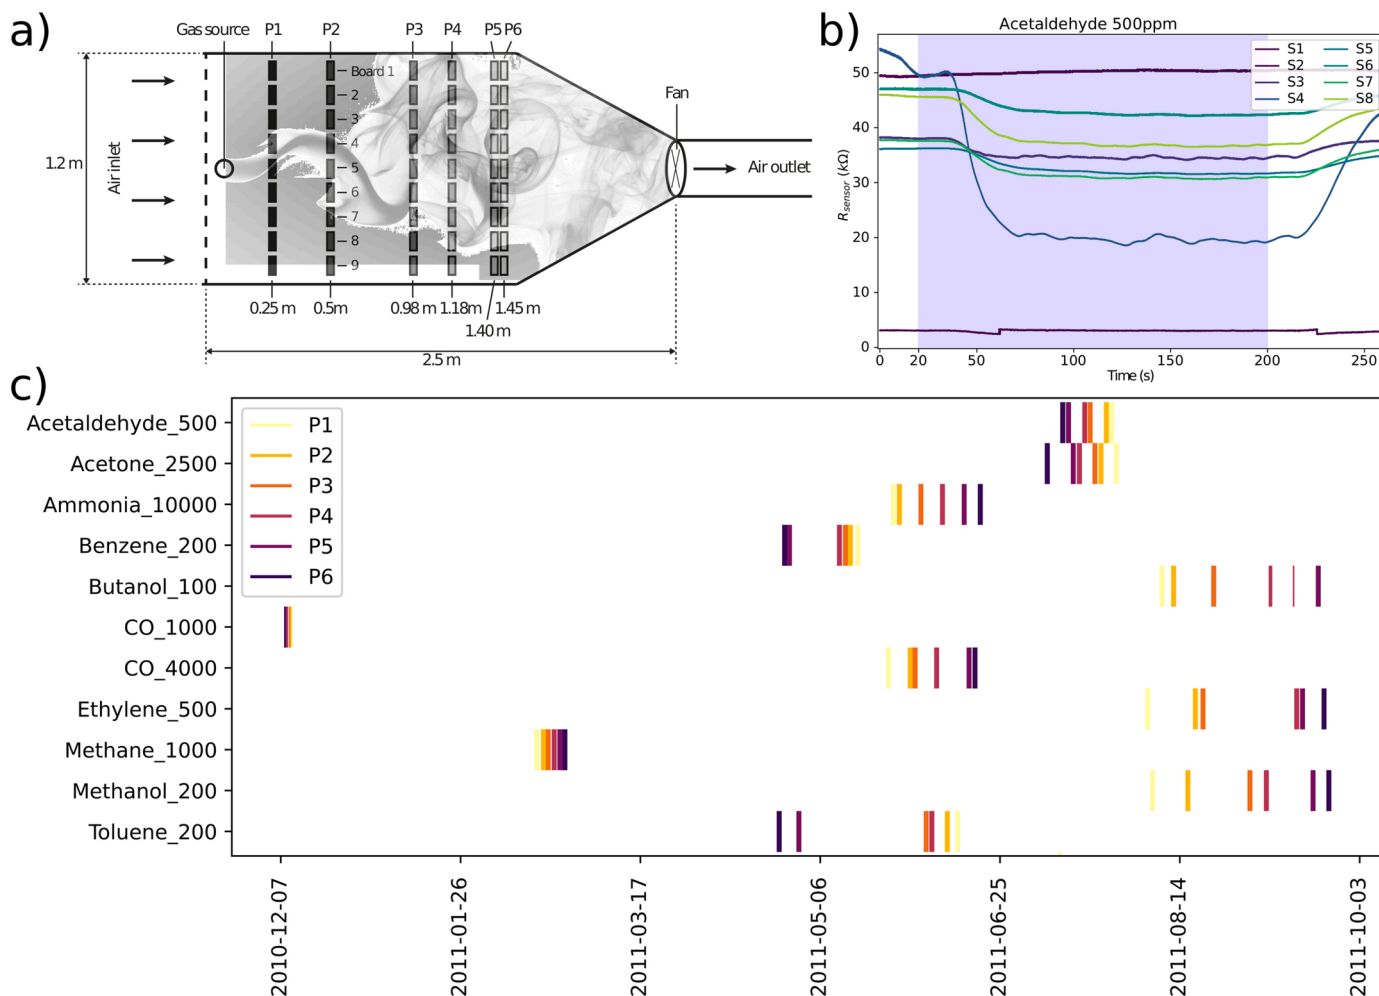 a)
Gas source P1 P2 P3 P4 P5 P6
Board 1
2
3
4
5
6
7
8
9
1.2 m
Air inlet
Fan
Air outlet
0.25 m 0.5m 0.98 m 1.18m 1.45 m
1.40 m
2.5 m
b)
Acetaldehyde 500ppm
S1 S5
S2 S6
S3 S7
S4 S8
R_sensor (kΩ)
50
40
30
20
10
0
0 20 50 100 150 200 250
Time (s)
c)
P1
P2
P3
P4
P5
P6
Acetaldehyde_500
Acetone_2500
Ammonia_10000
Benzene_200
Butanol_100
CO_1000
CO_4000
Ethylene_500
Methane_1000
Methanol_200
Toluene_200
2010-12-07
2011-01-26
2011-03-17
2011-05-06
2011-06-25
2011-08-14
2011-10-03